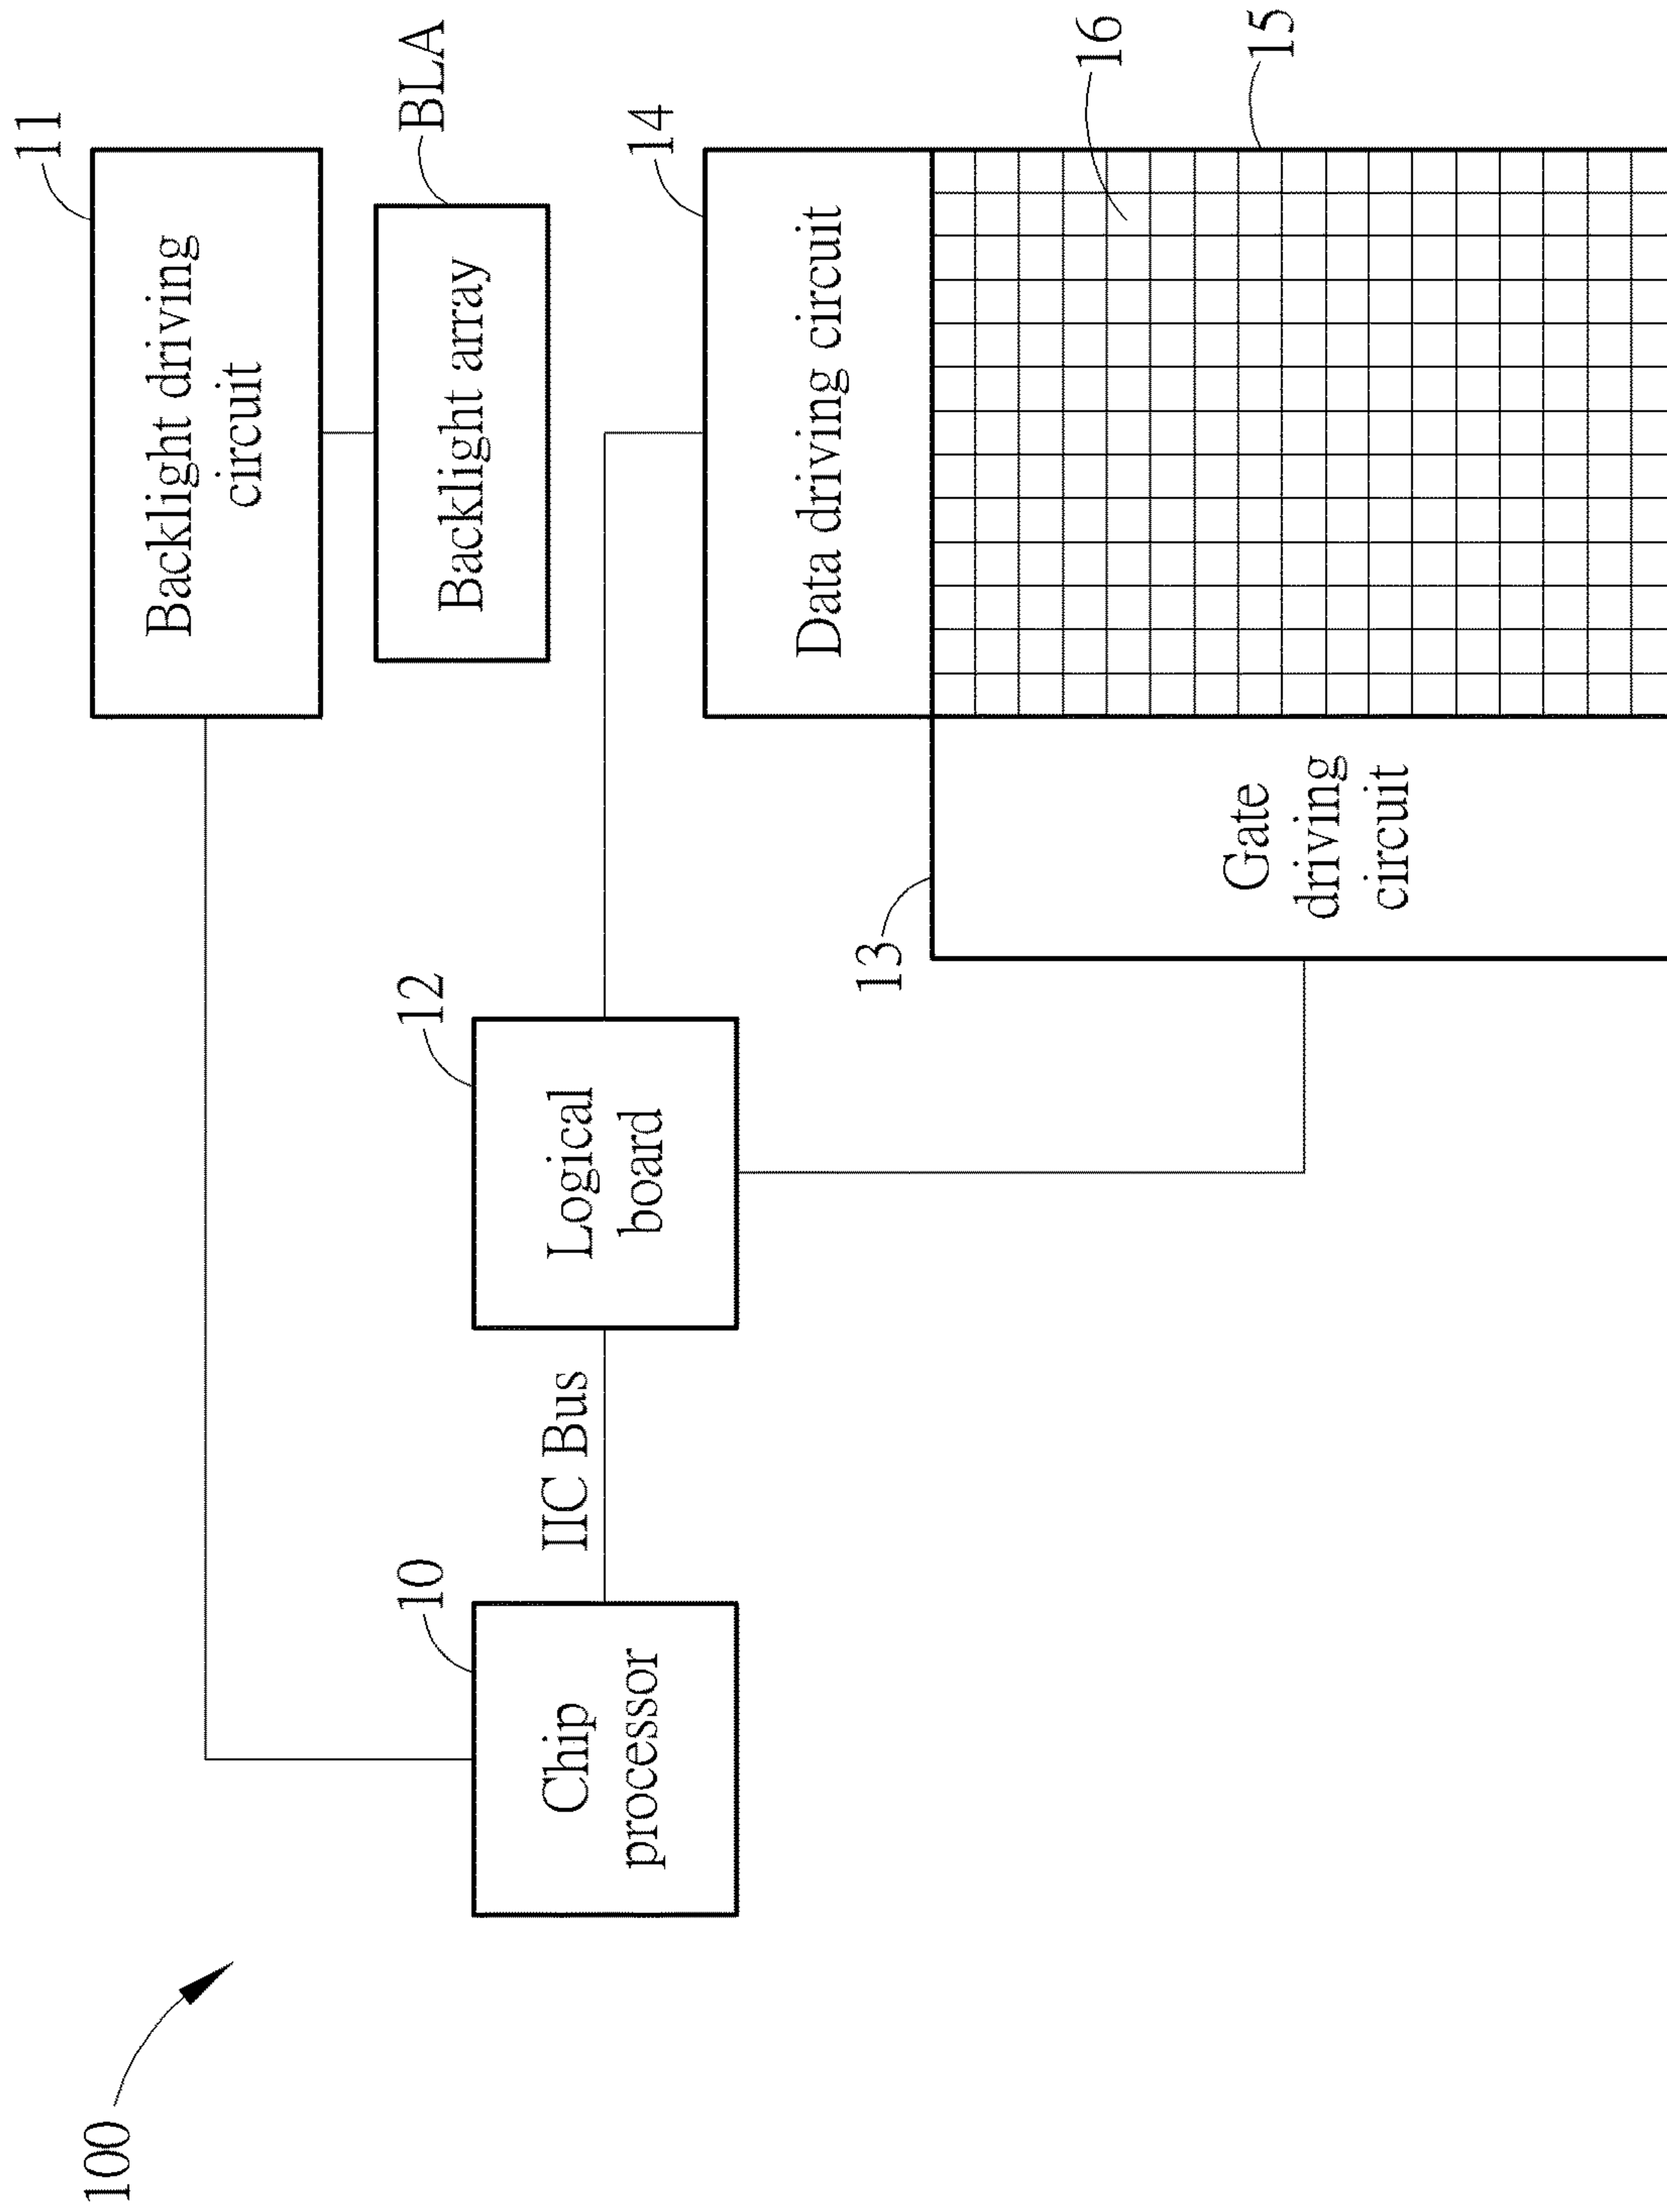 100
11
Backlight driving
circuit
BLA
Backlight array
10
Chip
processor
IIC Bus
12
Logical
board
14
Data driving circuit
13
Gate
driving
circuit
16
15